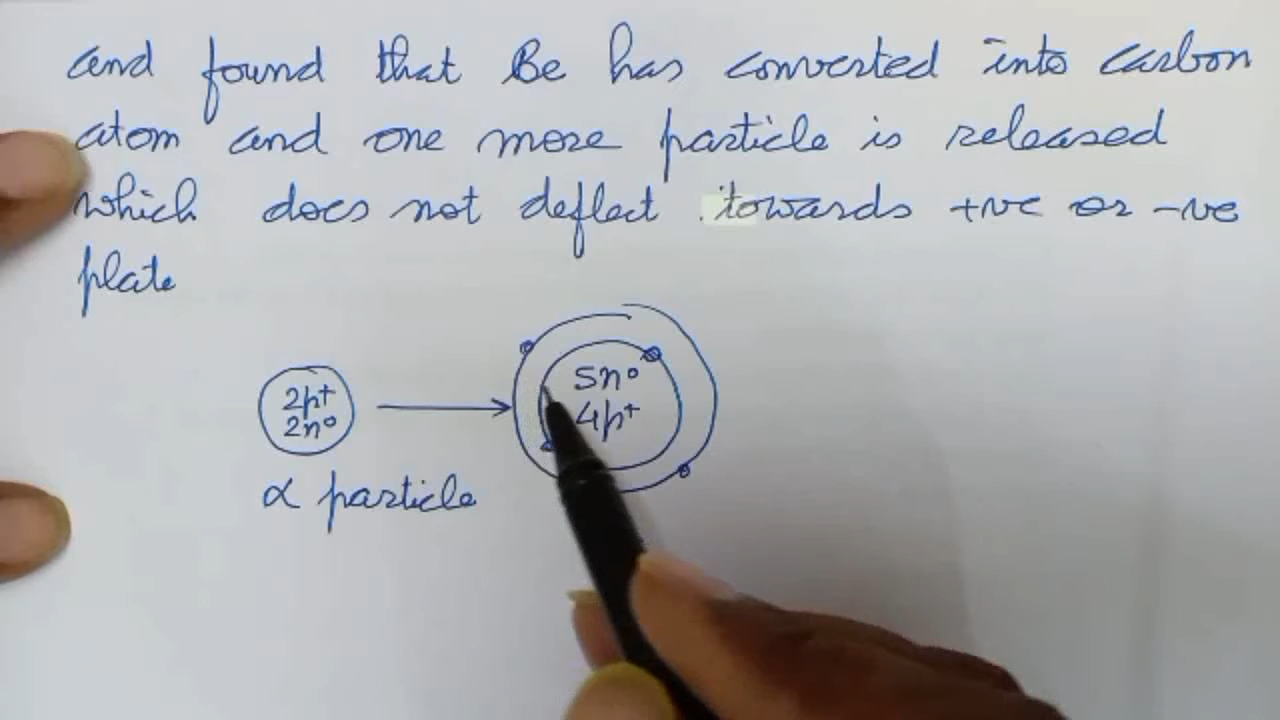 and found that Be has converted into carbon
atom and one more particle is released
which does not deflect towards +ve or -ve
plate
2p+
2n°
5n°
4p+
α particle